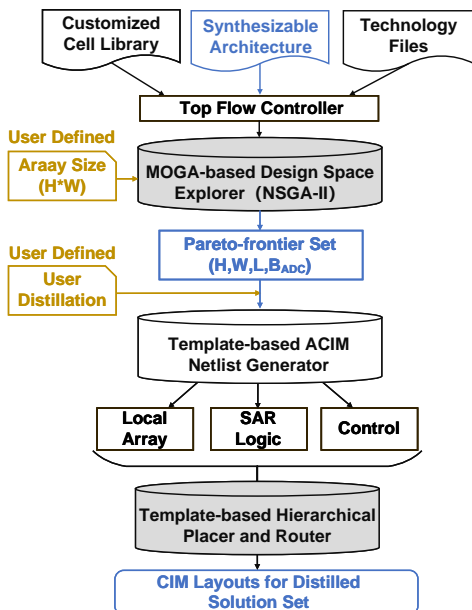 Customized
Cell Library
Synthesizable
Architecture
Technology
Files
Top Flow Controller
User Defined
Araay Size
(H*W)
MOGA-based Design Space
Explorer (NSGA-II)
User Defined
User
Distillation
Pareto-frontier Set
(H,W,L,BADC)
Template-based ACIM
Netlist Generator
Local
Array
SAR
Logic
Control
Template-based Hierarchical
Placer and Router
CIM Layouts for Distilled
Solution Set